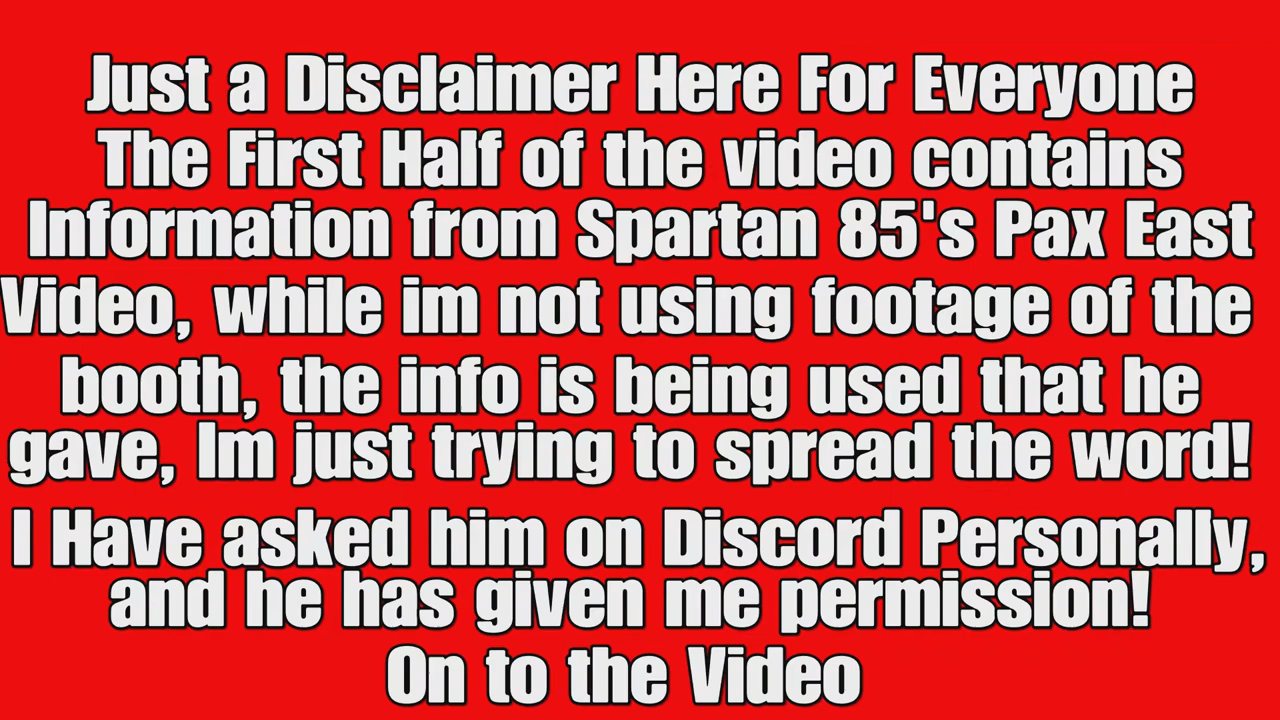 Just a Disclaimer Here For Everyone
The First Half of the video contains
Information from Spartan 85's Pax East
Video, while im not using footage of the
booth, the info is being used that he
gave, Im just trying to spread the word!
I Have asked him on Discord Personally,
and he has given me permission!
On to the Video